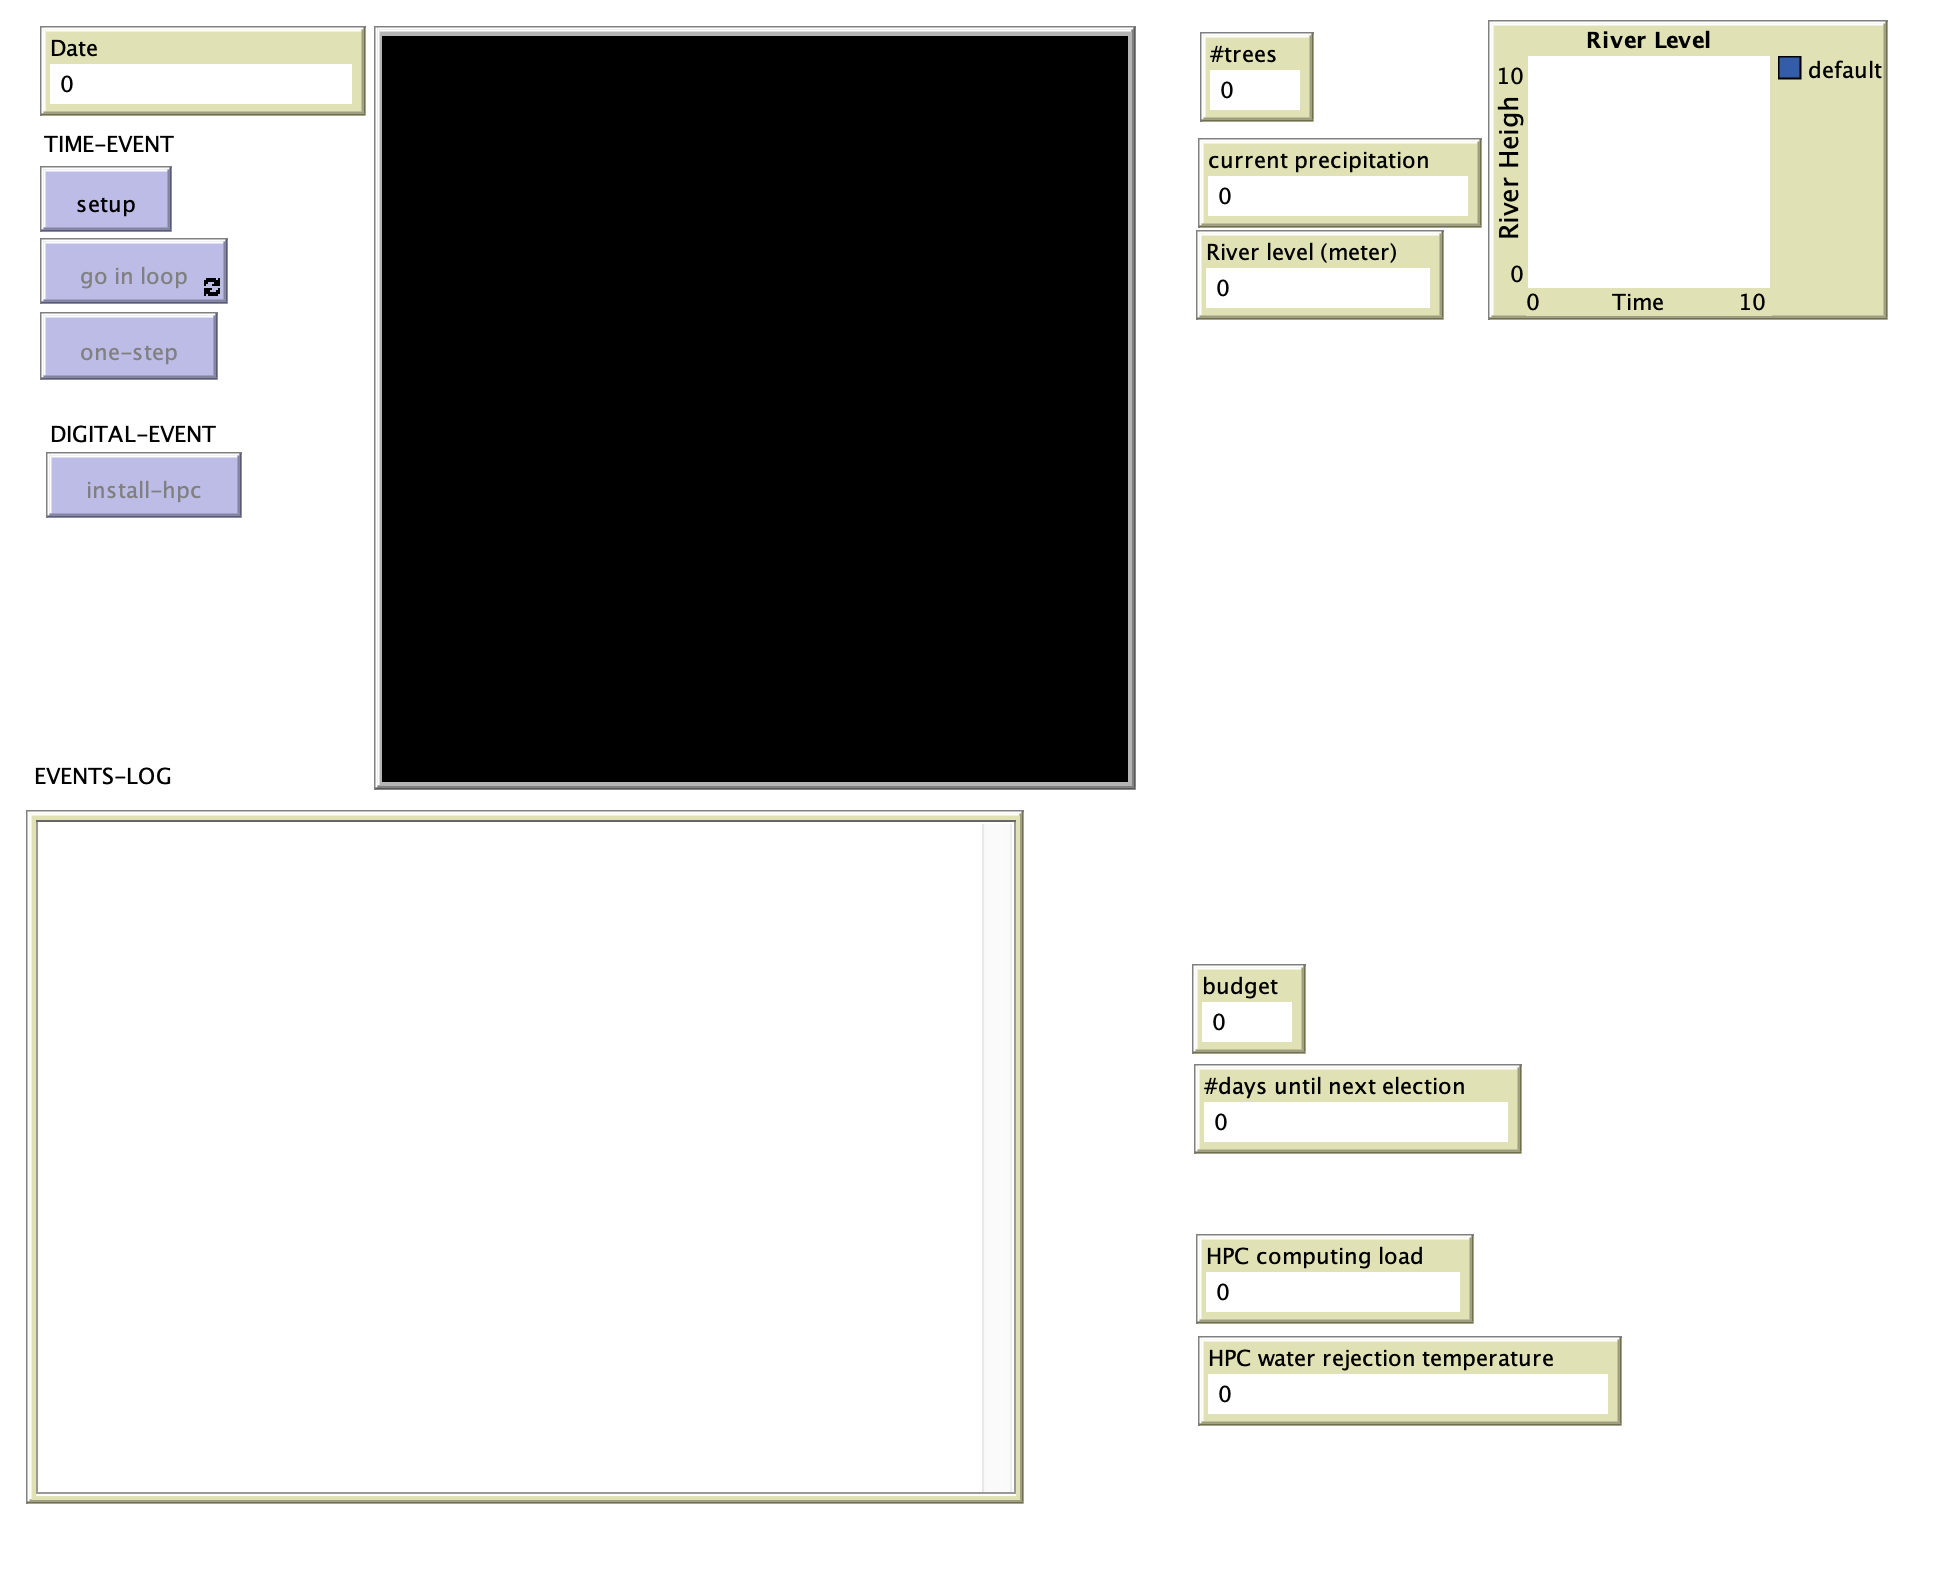 Date
0
TIME-EVENT
setup
go in loop
one-step
DIGITAL-EVENT
install-hpc
#trees
0
current precipitation
0
River level (meter)
0
River Level
default
10
River Heigh
0
0
Time
10
EVENTS-LOG
budget
0
#days until next election
0
HPC computing load
0
HPC water rejection temperature
0